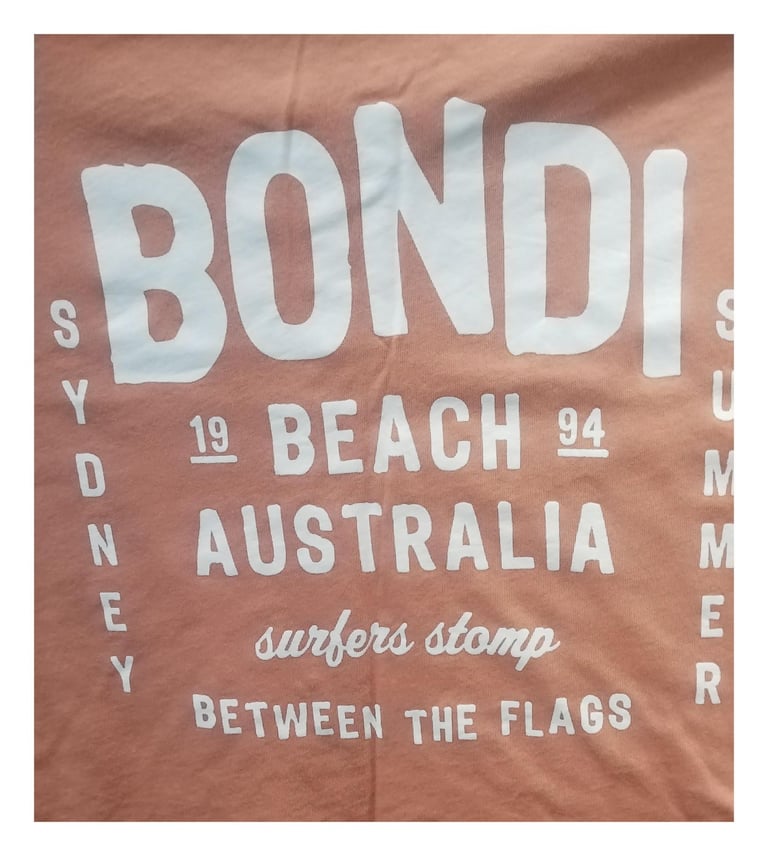 BONDI
SYDNEY
19 BEACH 94
AUSTRALIA
surfers stomp
BETWEEN THE FLAGS
SUMMER